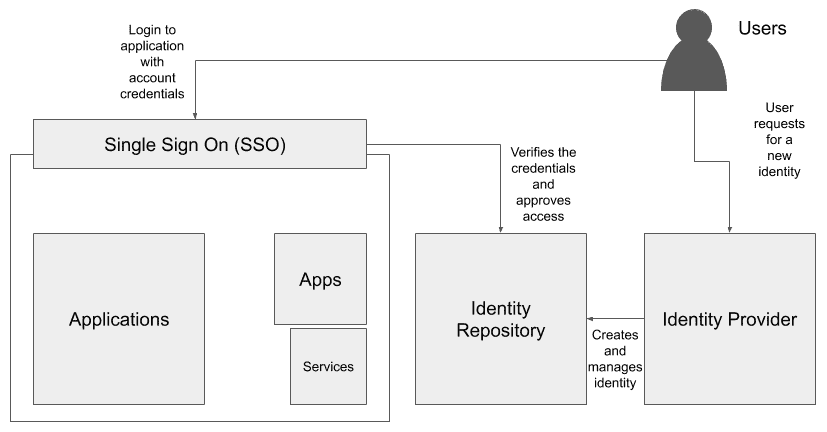 Login to
application
with
account
credentials
Users
User
requests
for a
new
identity
Single Sign On (SSO)
Verifies the
credentials
and
approves
access
Applications
Apps
Services
Identity
Repository
Creates
and
manages
identity
Identity Provider